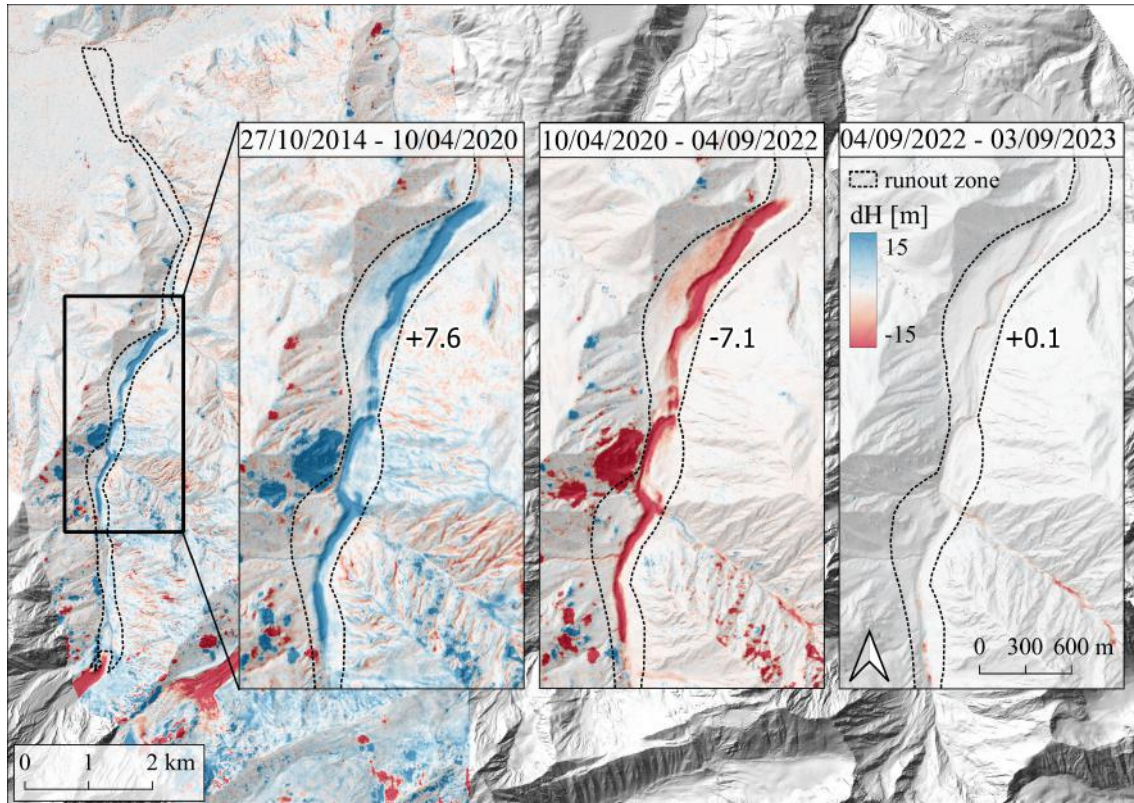 27/10/2014 - 10/04/2020
10/04/2020 - 04/09/2022
04/09/2022 - 03/09/2023
runout zone
dH [m]
15
-15
+7.6
-7.1
+0.1
0 300 600 m
0 1 2 km